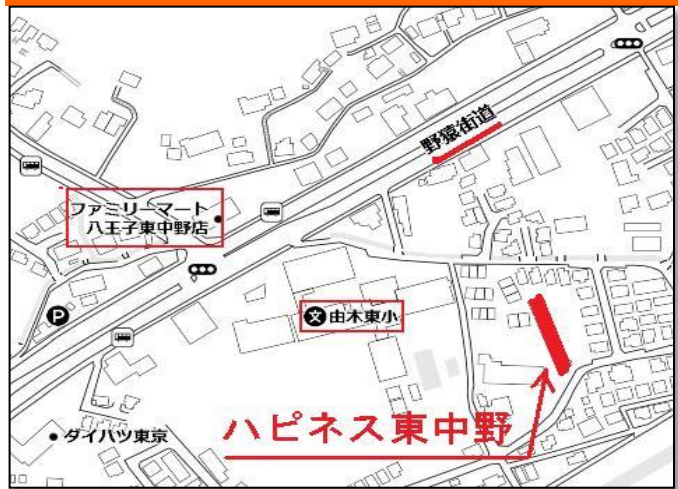 野猿街道
ファミリーマート
八王子東中野店
P
文 由木東小
ハピネス東中野
ダイハツ東京